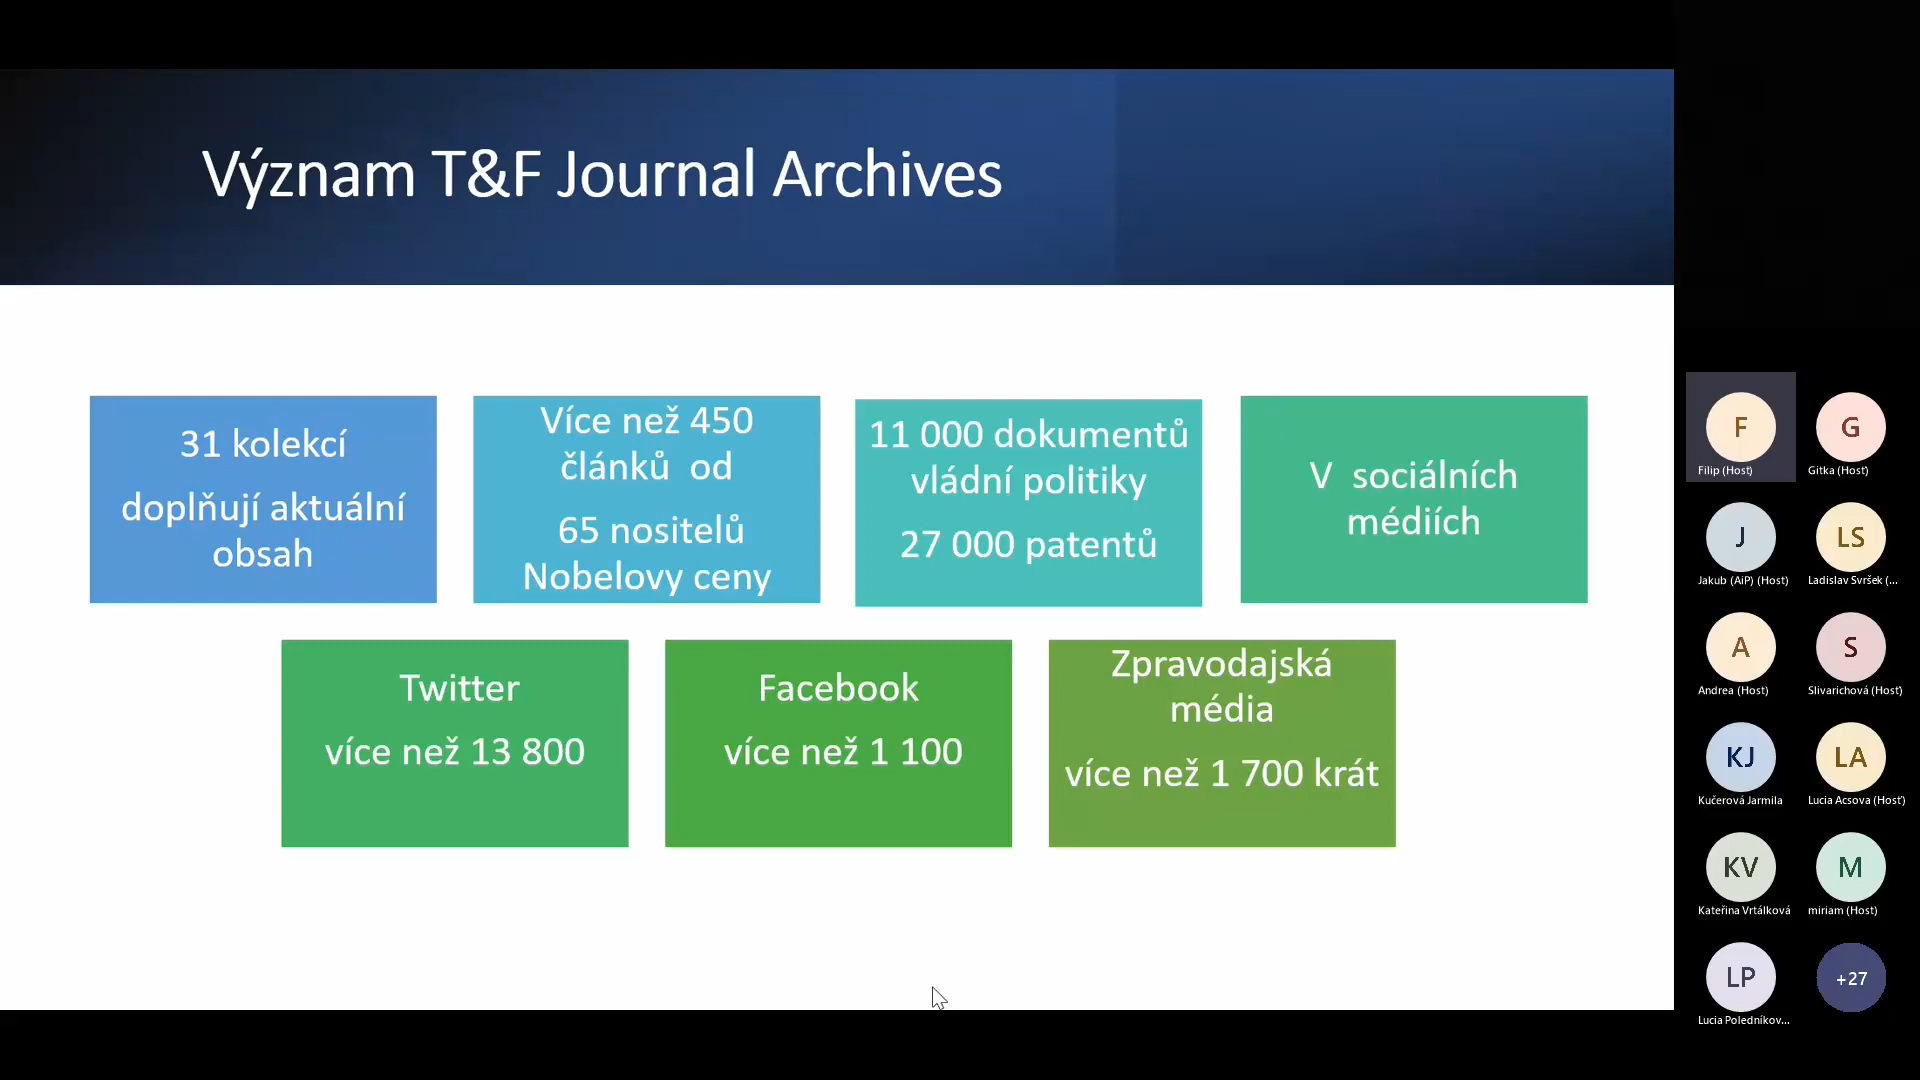 Význam T&F Journal Archives
31 kolekcí
doplňují aktuální
obsah
Více než 450
článků od
65 nositelů
Nobelovy ceny
11 000 dokumentů
vládní politiky
27 000 patentů
V sociálních
médiích
Twitter
více než 13 800
Facebook
více než 1 100
Zpravodajská
média
více než 1 700 krát
F
Filip (Host)
G
Gitka (Host)
J
Jakub (AiP) (Host)
LS
Ladislav Svršek (...
A
Andrea (Host)
S
Slivarichová (Hosť)
KJ
Kučerová Jarmila
LA
Lucia Acsova (Hosť)
KV
Kateřina Vrtálková
M
miriam (Host)
LP
Lucia Poledníkov...
+27